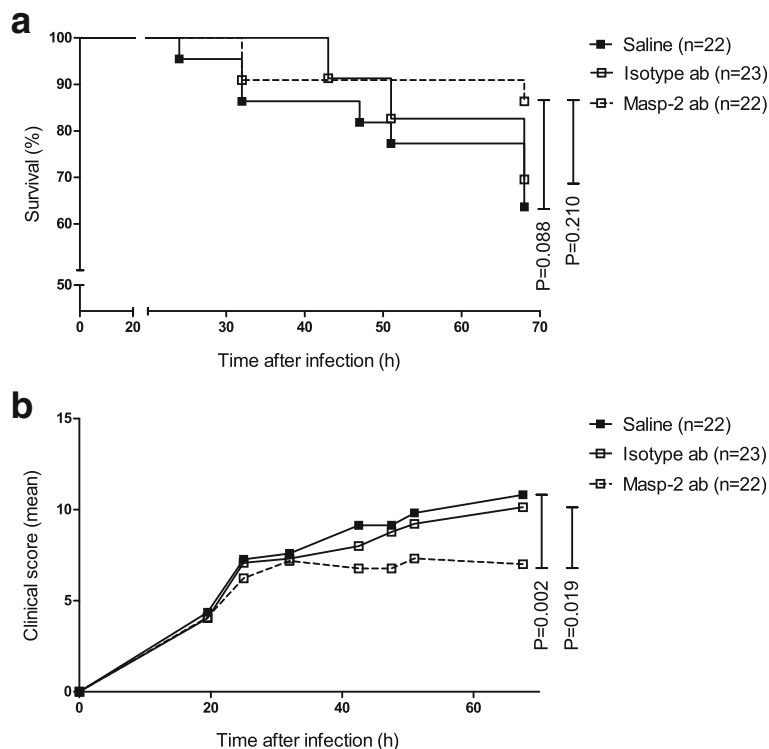 a
100
90
80
70
60
50
Survival (%)
0 20 30 40 50 60 70
Time after infection (h)
Saline (n=22)
Isotype ab (n=23)
Masp-2 ab (n=22)
P=0.088
P=0.210
b
15
10
5
0
Clinical score (mean)
0 20 40 60
Time after infection (h)
Saline (n=22)
Isotype ab (n=23)
Masp-2 ab (n=22)
P=0.002
P=0.019